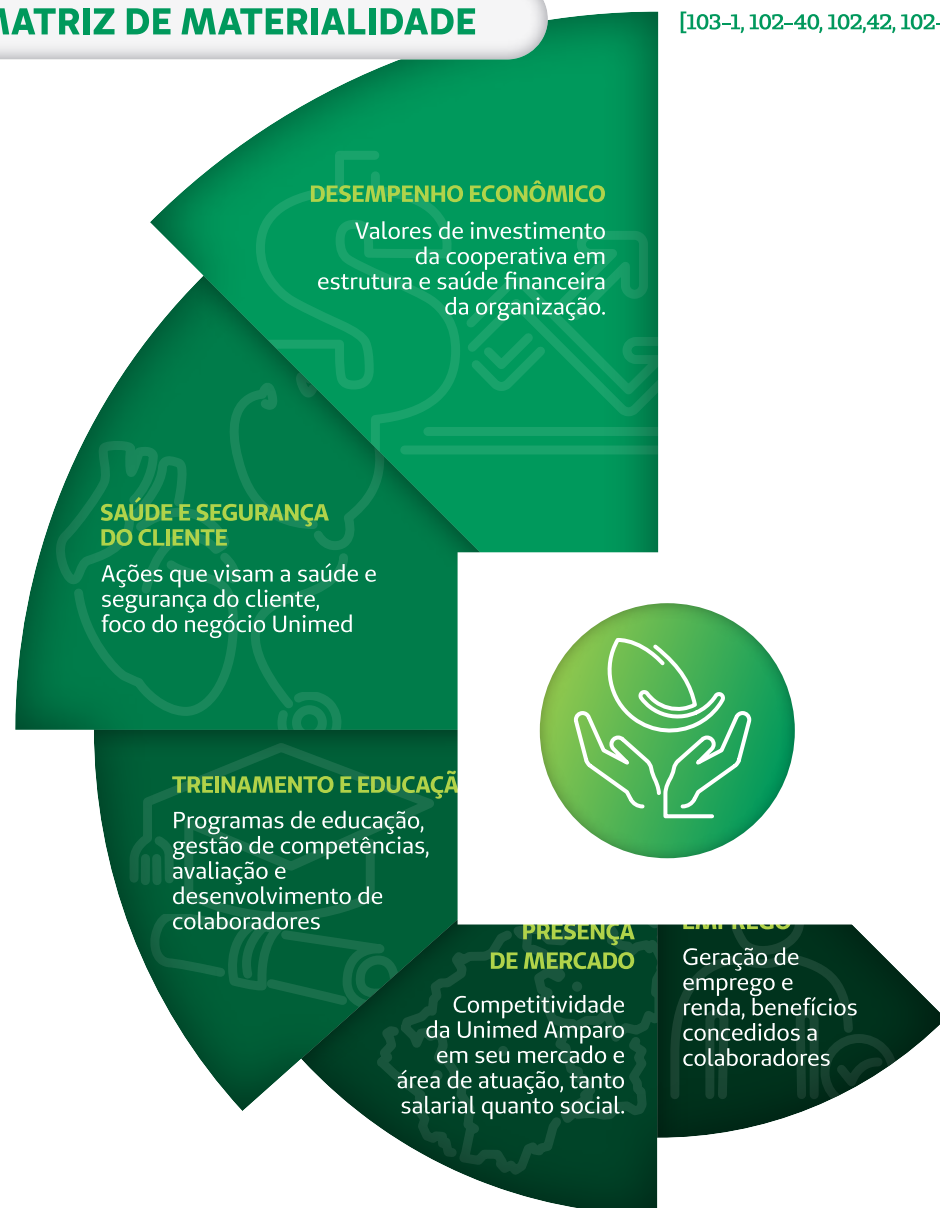 MATRIZ DE MATERIALIDADE
[103-1, 102-40, 102,42, 102-
DESEMPENHO ECONÔMICO
Valores de investimento
da cooperativa em
estrutura e saúde financeira
da organização.
SAÚDE E SEGURANÇA
DO CLIENTE
Ações que visam a saúde e
segurança do cliente,
foco do negócio Unimed
TREINAMENTO E EDUCAÇÃ
Programas de educação,
gestão de competências,
avaliação e
desenvolvimento de
colaboradores
PRESENÇA
DE MERCADO
Competitividade
da Unimed Amparo
em seu mercado e
área de atuação, tanto
salarial quanto social.
EMPREGO
Geração de
emprego e
renda, benefícios
concedidos a
colaboradores